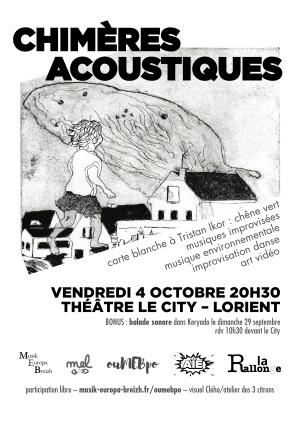 CHIMÈRES
ACOUSTIQUES
carte blanche à Tristan Ikor : chêne vert
musiques improvisées
musique environnementale
improvisation danse
art vidéo
VENDREDI 4 OCTOBRE 20H30
THÉÂTRE LE CITY – LORIENT
BONUS : balade sonore dans Keryado le dimanche 29 septembre
rdv 10h30 devant le City
Musik
Europa
Breizh
mel
ouMEBpo
AÏE
la
Rallonge
participation libre – musik-europa-breizh.fr/oumebpo – visuel Cleho/atelier des 3 citrons